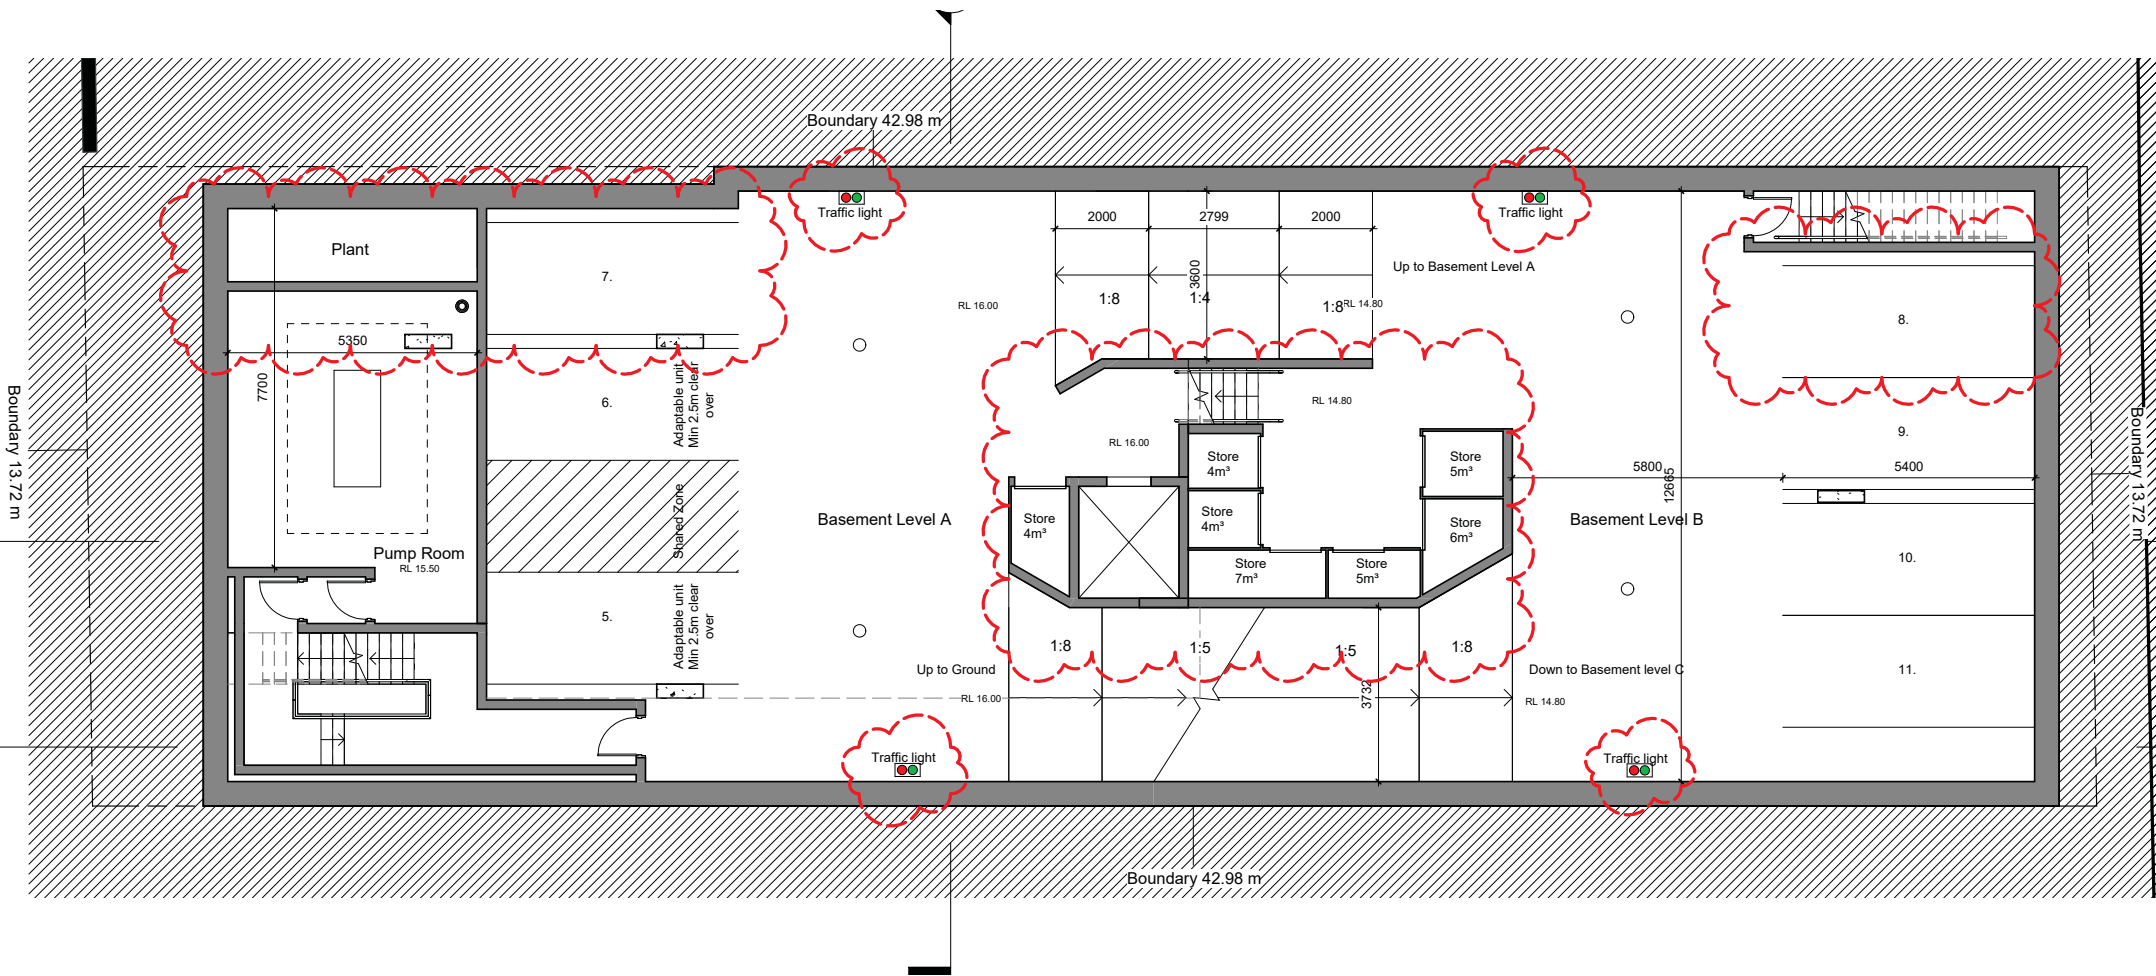 Boundary 42.98 m
Traffic light
Traffic light
2000
2799
2000
Plant
7.
3600
Up to Basement Level A
1:8
1:4
1:8
RL 16.00
RL 14.80
8.
5350
7700
6.
Adaptable unit
Min 2.5m clear
over
RL 14.80
RL 16.00
9.
Boundary 13.72 m
Boundary 13.72 m
Store
4m³
Store
5m³
5800
12665
5400
Shared Zone
Basement Level A
Store
4m³
Store
4m³
Store
6m³
Basement Level B
Pump Room
RL 15.50
Store
7m³
Store
5m³
10.
5.
Adaptable unit
Min 2.5m clear
over
1:8
1:5
1:5
1:8
Up to Ground
Down to Basement level C
11.
RL 16.00
3732
RL 14.80
Traffic light
Traffic light
Boundary 42.98 m